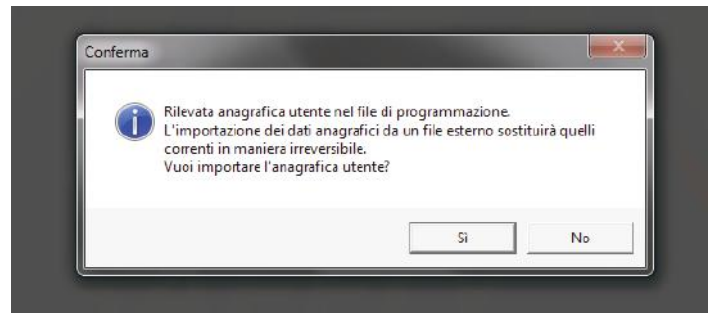 Conferma
Rilevata anagrafica utente nel file di programmazione.
L'importazione dei dati anagrafici da un file esterno sostituirà quelli
correnti in maniera irreversibile.
Vuoi importare l'anagrafica utente?
Sì
No